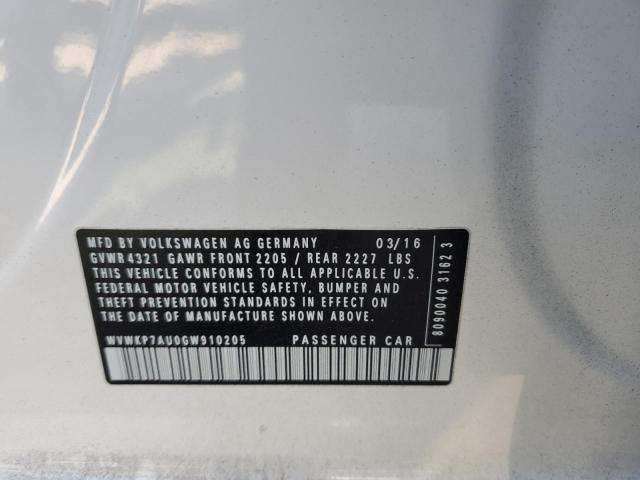 MFD BY VOLKSWAGEN AG GERMANY 03/16
GVWR 4321 GAWR FRONT 2205 / REAR 2227 LBS
THIS VEHICLE CONFORMS TO ALL APPLICABLE U.S.
FEDERAL MOTOR VEHICLE SAFETY, BUMPER AND
THEFT PREVENTION STANDARDS IN EFFECT ON
THE DATE OF MANUFACTURE SHOWN ABOVE.
WVWKP7AU0GW910205 PASSENGER CAR
8090040 3162 3